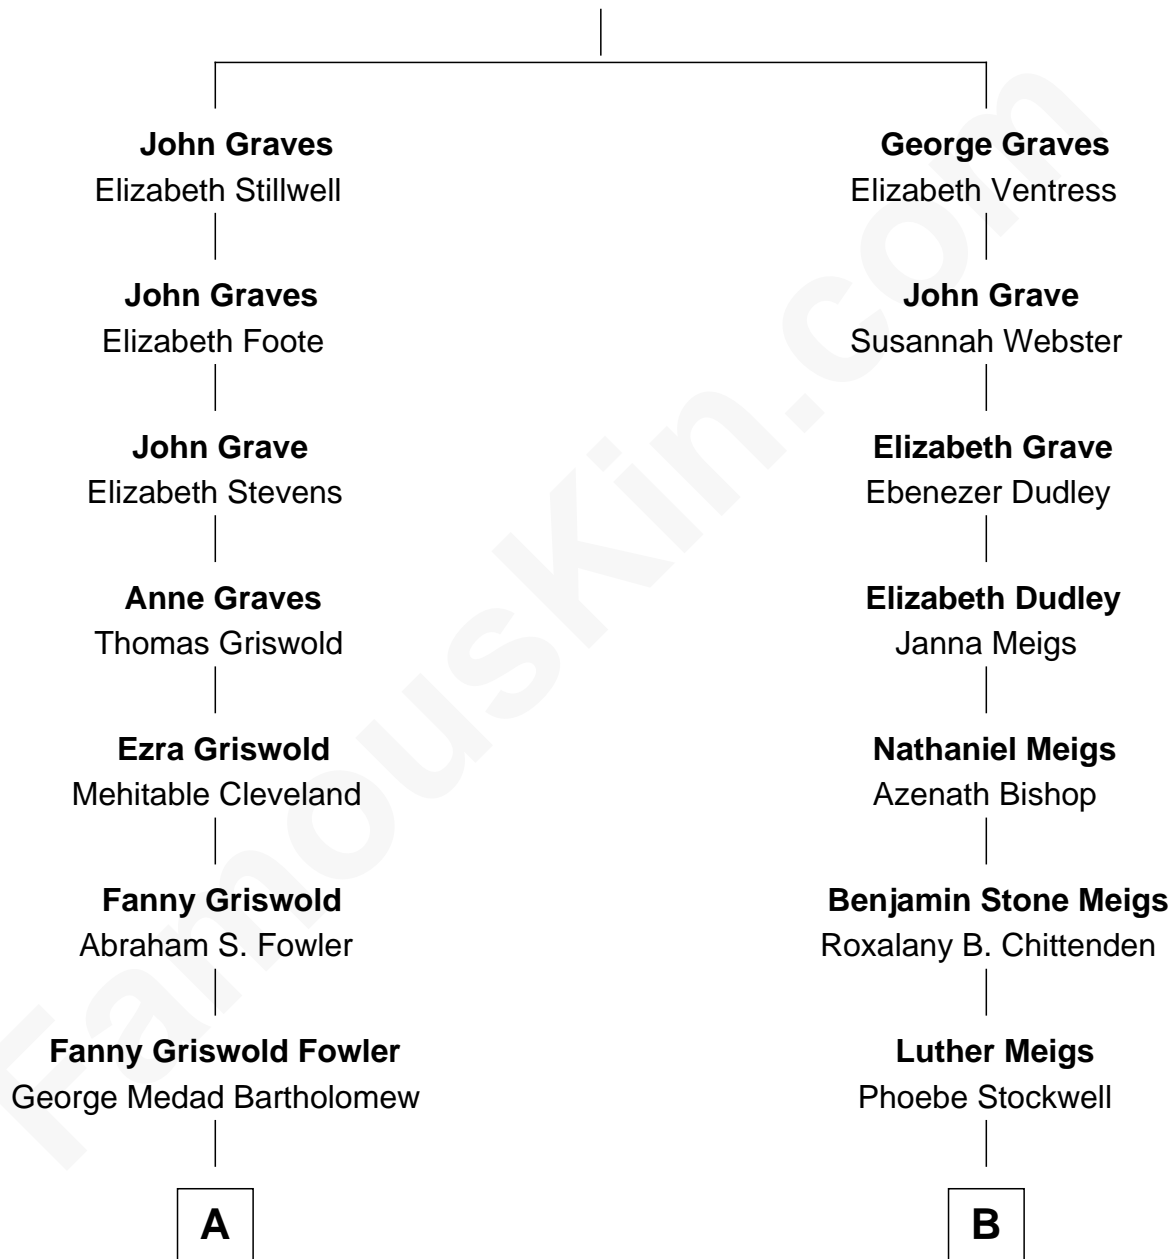 John Graves
Elizabeth Stillwell
John Graves
Elizabeth Foote
John Grave
Elizabeth Stevens
Anne Graves
Thomas Griswold
Ezra Griswold
Mehitable Cleveland
Fanny Griswold
Abraham S. Fowler
Fanny Griswold Fowler
George Medad Bartholomew
A
George Graves
Elizabeth Ventress
John Grave
Susannah Webster
Elizabeth Grave
Ebenezer Dudley
Elizabeth Dudley
Janna Meigs
Nathaniel Meigs
Azenath Bishop
Benjamin Stone Meigs
Roxalany B. Chittenden
Luther Meigs
Phoebe Stockwell
B
FamousKin.com